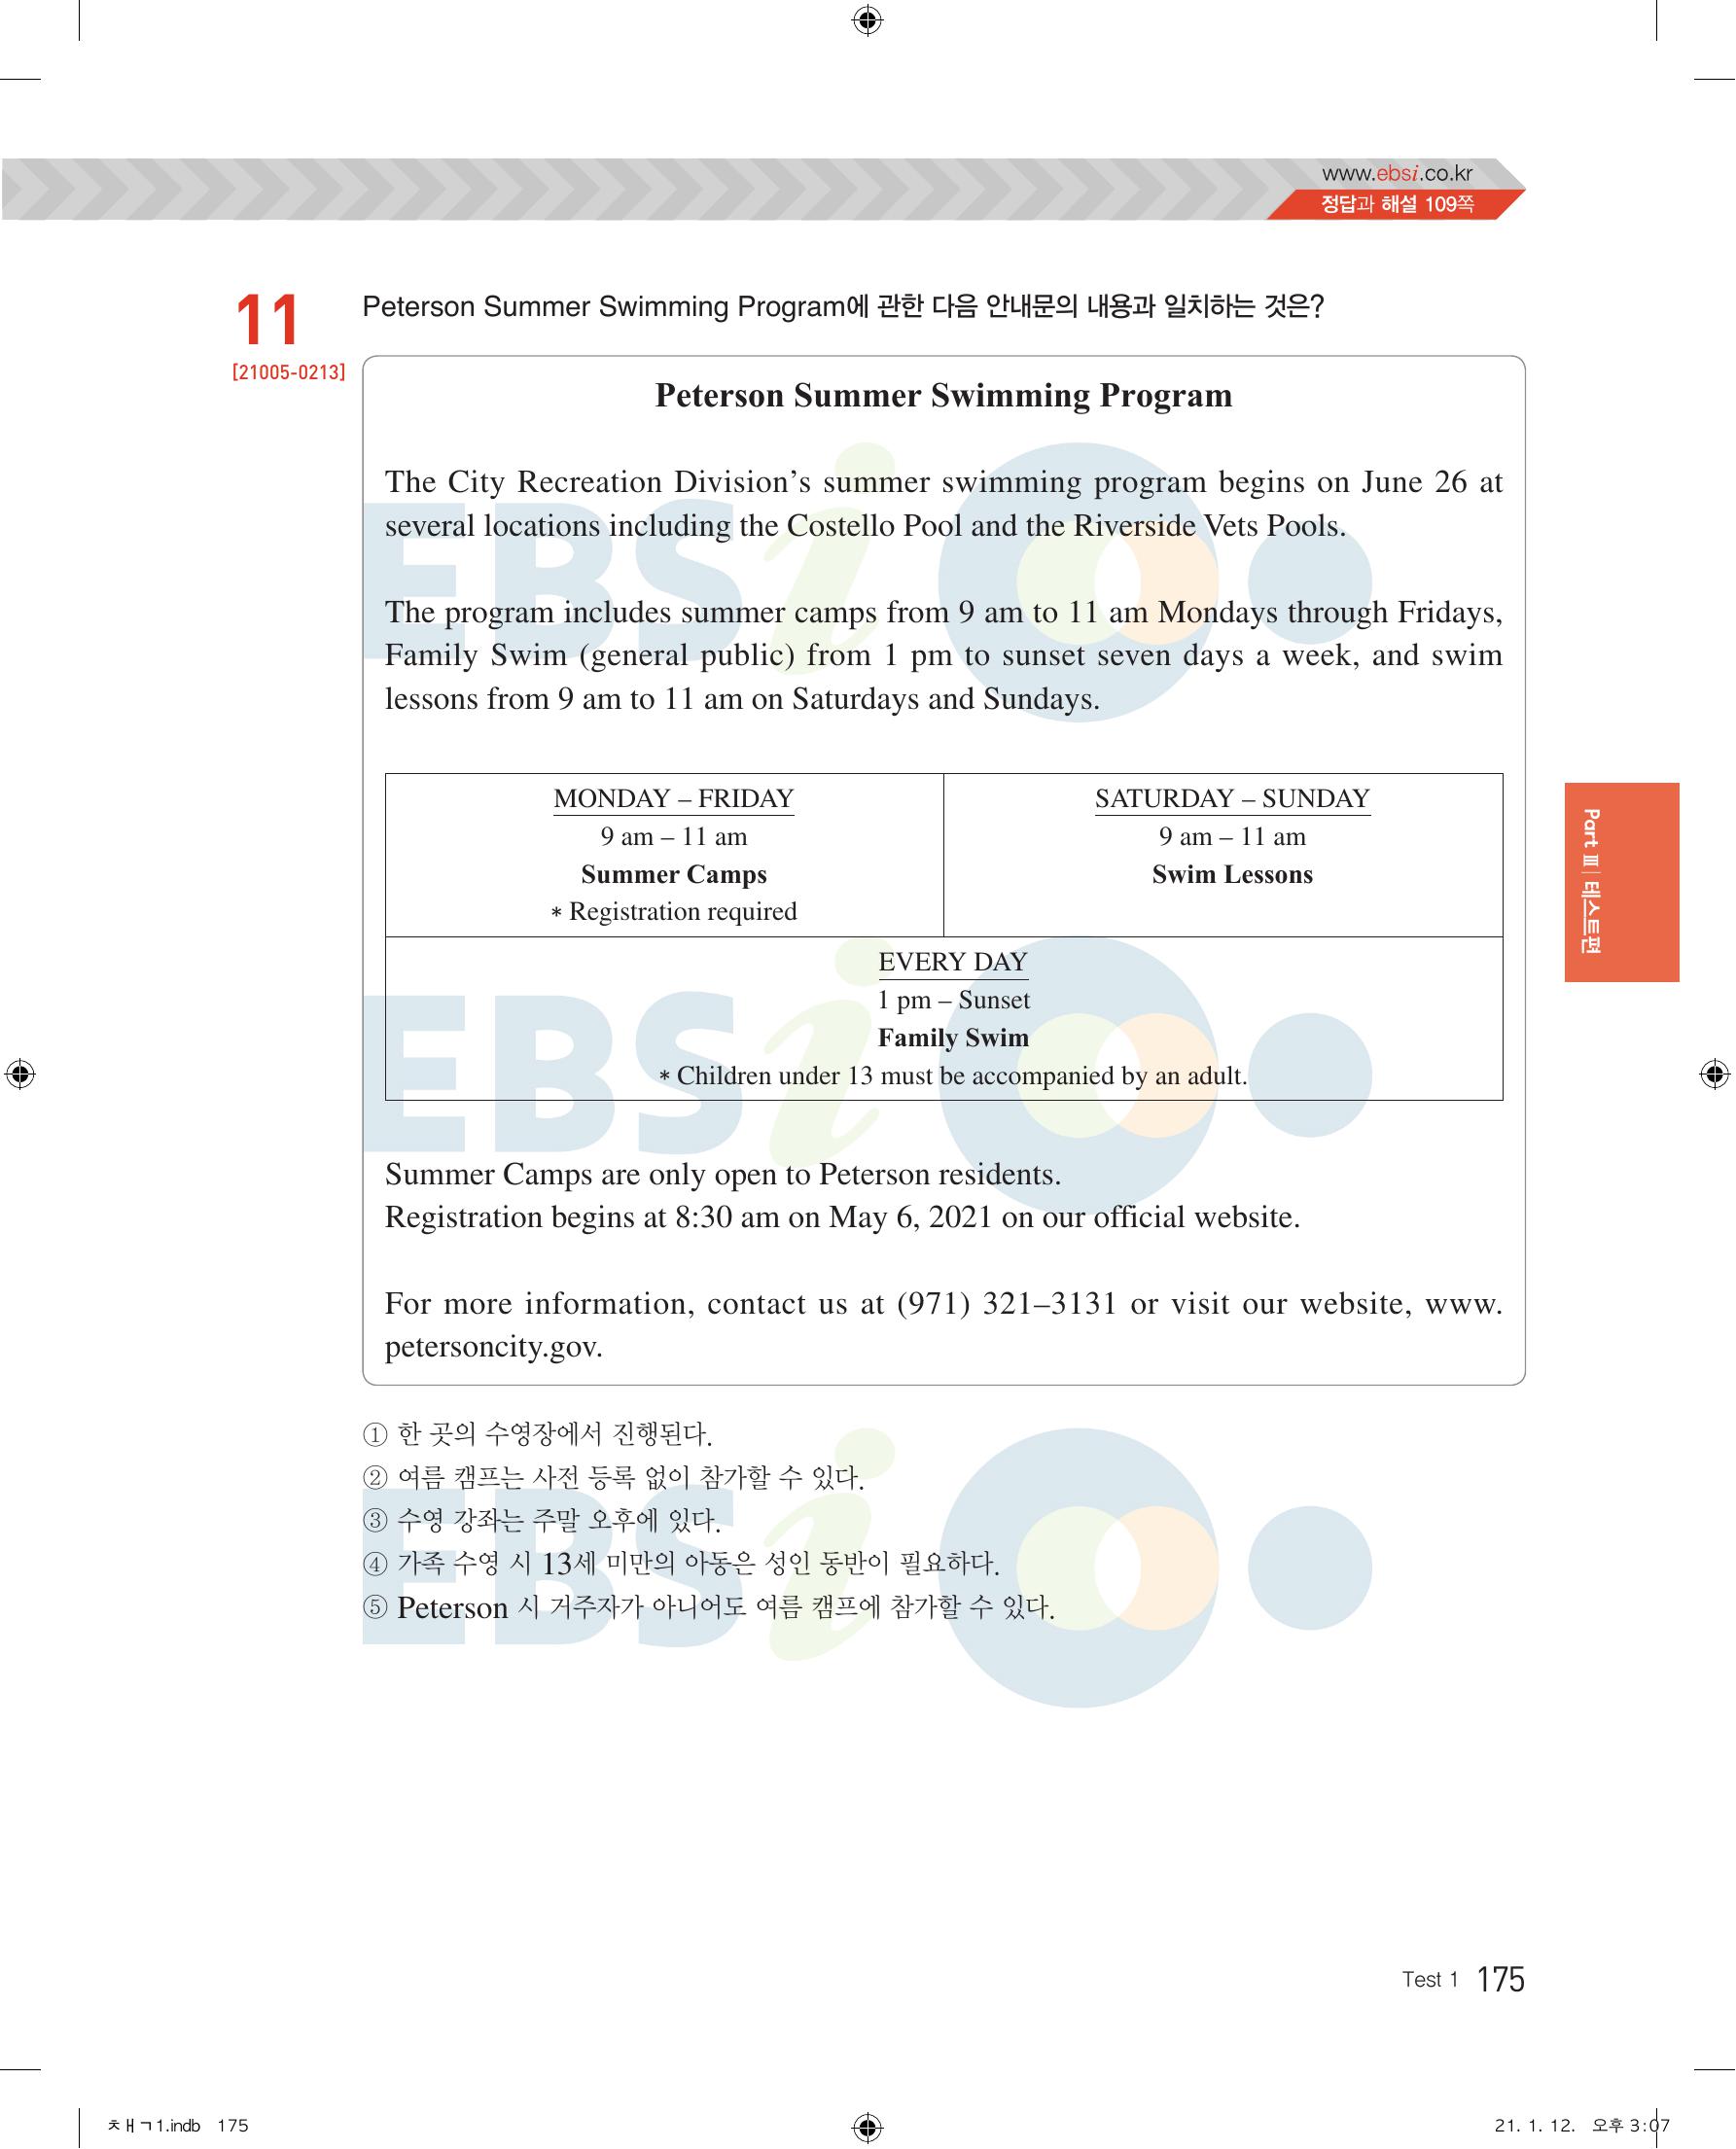 www.ebsi.co.kr
정답과 해설 109쪽
11
[21005-0213]
Peterson Summer Swimming Program에 관한 다음 안내문의 내용과 일치하는 것은?
Peterson Summer Swimming Program
The City Recreation Division’s summer swimming program begins on June 26 at
several locations including the Costello Pool and the Riverside Vets Pools.
The program includes summer camps from 9 am to 11 am Mondays through Fridays,
Family Swim (general public) from 1 pm to sunset seven days a week, and swim
lessons from 9 am to 11 am on Saturdays and Sundays.
MONDAY – FRIDAY
9 am – 11 am
Summer Camps
* Registration required
SATURDAY – SUNDAY
9 am – 11 am
Swim Lessons
EVERY DAY
1 pm – Sunset
Family Swim
* Children under 13 must be accompanied by an adult.
Summer Camps are only open to Peterson residents.
Registration begins at 8:30 am on May 6, 2021 on our official website.
For more information, contact us at (971) 321–3131 or visit our website, www.
petersoncity.gov.
① 한 곳의 수영장에서 진행된다.
② 여름 캠프는 사전 등록 없이 참가할 수 있다.
③ 수영 강좌는 주말 오후에 있다.
④ 가족 수영 시 13세 미만의 아동은 성인 동반이 필요하다.
⑤ Peterson 시 거주자가 아니어도 여름 캠프에 참가할 수 있다.
Part Ⅲ | 테스트편
EBSi
EBSi
EBSi
Test 1 175
ㅊㅐㄱ1.indb 175
21. 1. 12. 오후 3:07